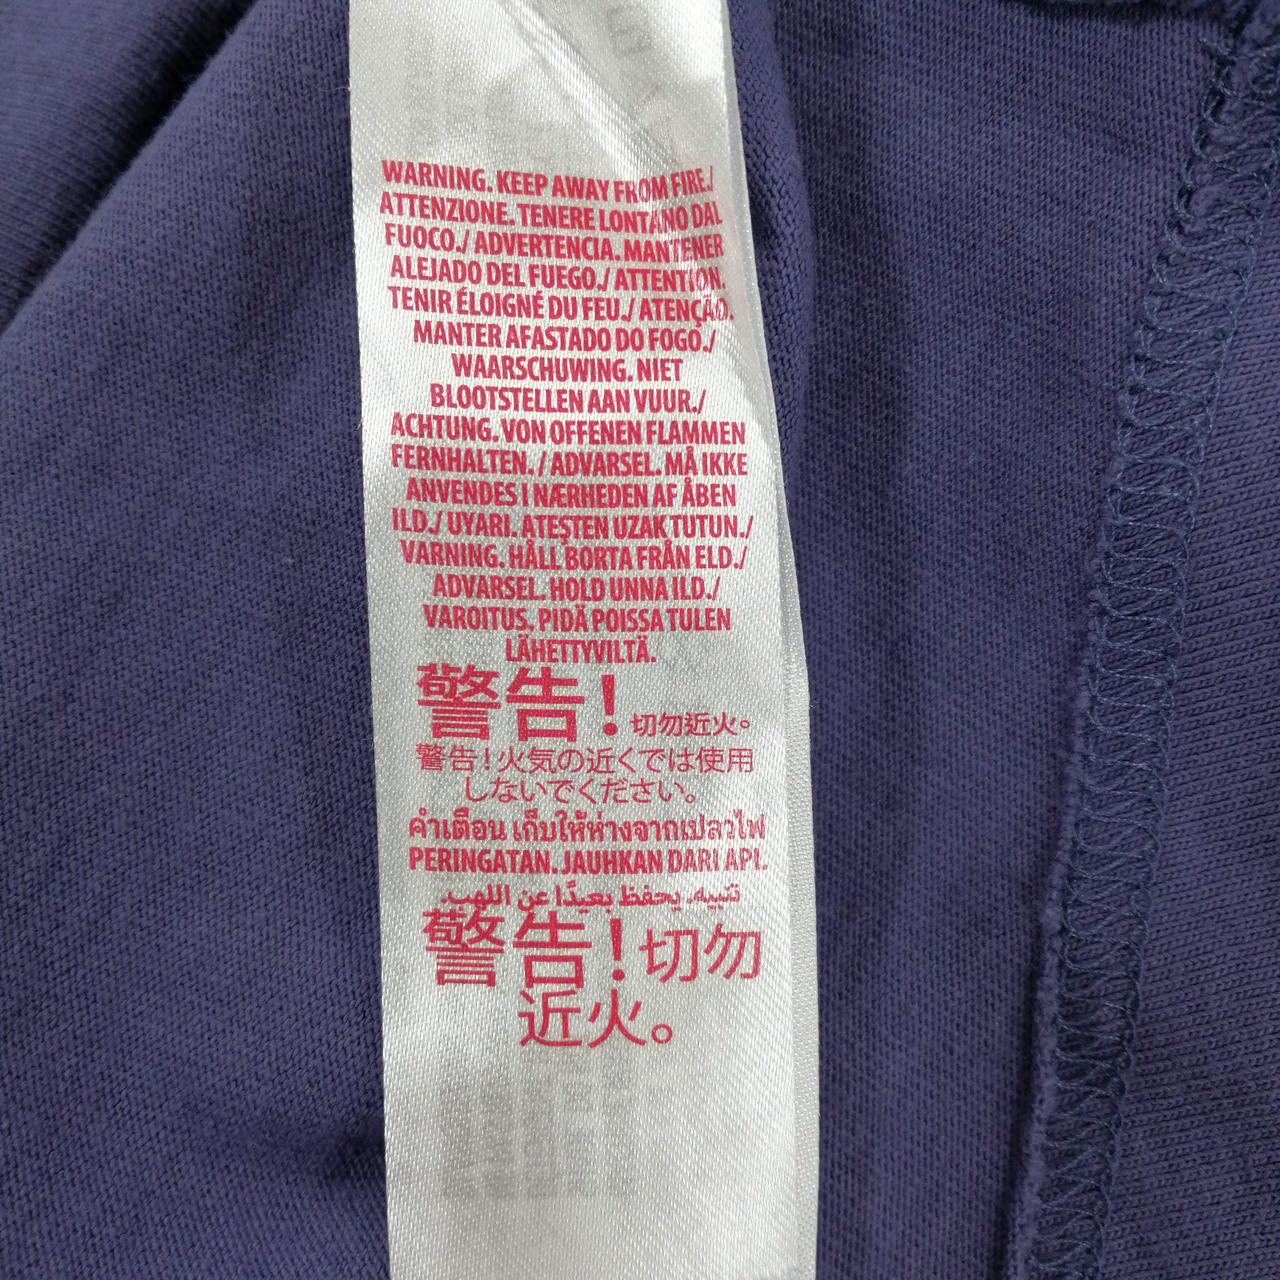 WARNING. KEEP AWAY FROM FIRE./
ATTENZIONE. TENERE LONTANO DAL
FUOCO./ ADVERTENCIA. MANTENER
ALEJADO DEL FUEGO./ ATTENTION.
TENIR ÉLOIGNÉ DU FEU./ ATENÇÃO.
MANTER AFASTADO DO FOGO./
WAARSCHUWING. NIET
BLOOTSTELLEN AAN VUUR./
ACHTUNG. VON OFFENEN FLAMMEN
FERNHALTEN. / ADVARSEL. MÅ IKKE
ANVENDES I NÆRHEDEN AF ÅBEN
ILD./ UYARI. ATEŞTEN UZAK TUTUN./
VARNING. HÅLL BORTA FRÅN ELD./
ADVARSEL. HOLD UNNA ILD./
VAROITUS. PIDÄ POISSA TULEN
LÄHETTYVILTÄ.
警告！切勿近火。
警告！火気の近くでは使用
しないでください。
คำเตือน เก็บให้ห่างจากเปลวไฟ
PERINGATAN. JAUHKAN DARI API.
تنبيه. يحفظ بعيدًا عن اللهب.
警告！切勿
近火。